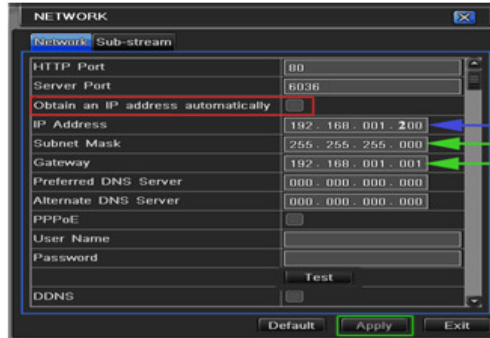 NETWORK
Network Sub-stream
HTTP Port 80
Server Port 6036
Obtain an IP address automatically
IP Address 192 . 168 . 001 . 200
Subnet Mask 255 . 255 . 255 . 000
Gateway 192 . 168 . 001 . 001
Preferred DNS Server 000 . 000 . 000 . 000
Alternate DNS Server 000 . 000 . 000 . 000
PPPoE
User Name
Password
Test
DDNS
Default Apply Exit